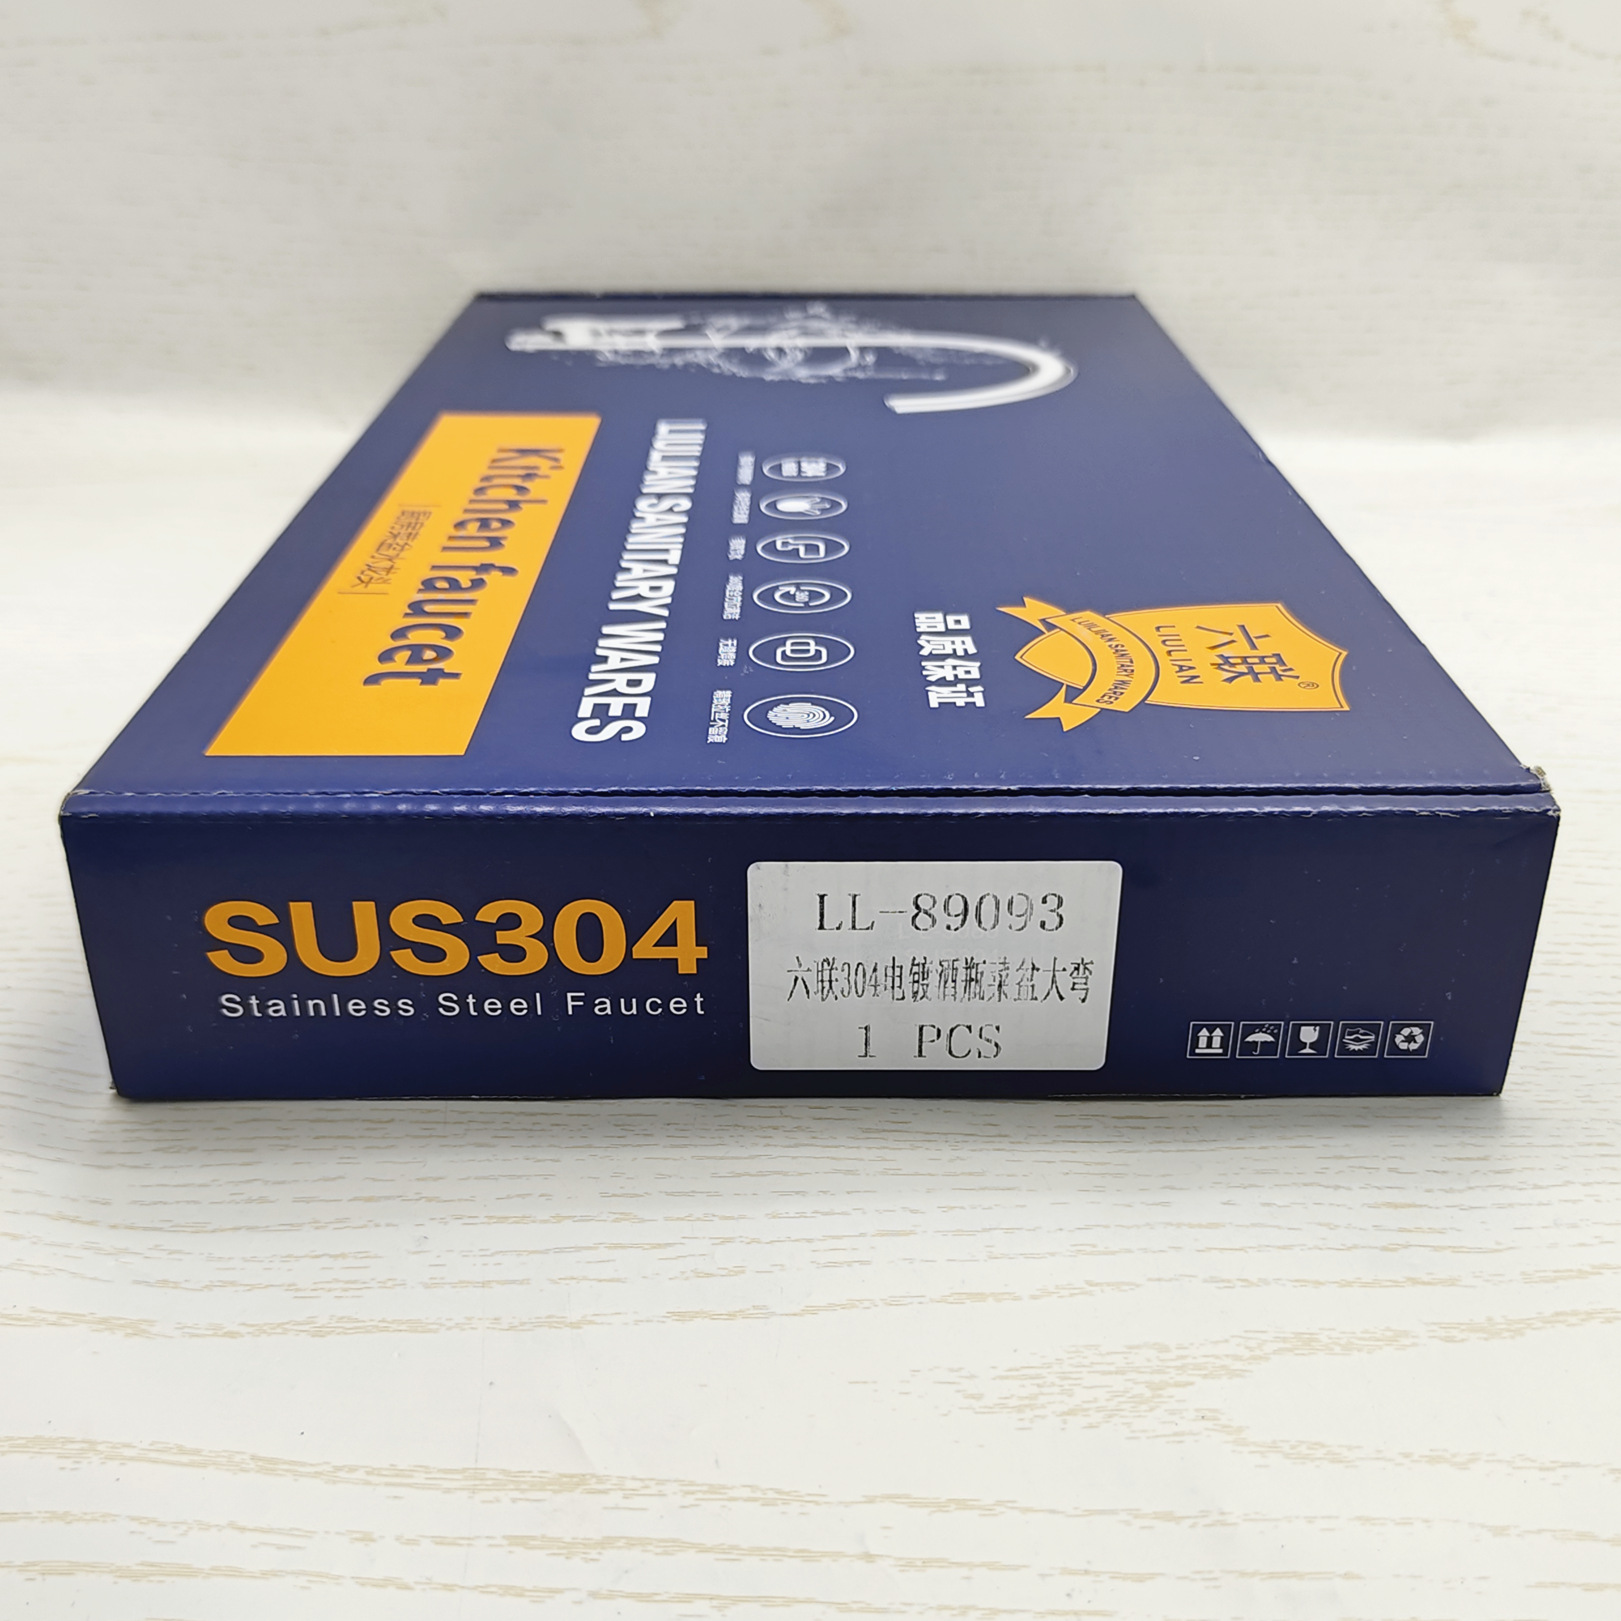 Kitchen faucet
LIULIAN SANITARY WARES
品质保证
六联®
LIULIAN
LIULIAN SANITARY WARES
SUS304
Stainless Steel Faucet
LL-89093
六联304电镀酒瓶菜盆大弯
1 PCS